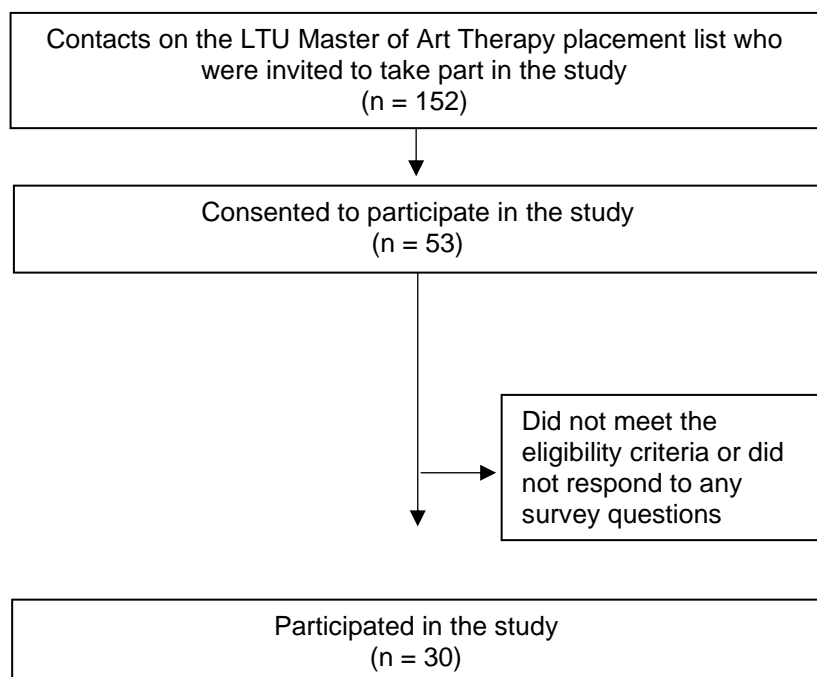 Contacts on the LTU Master of Art Therapy placement list who
were invited to take part in the study
(n = 152)
Consented to participate in the study
(n = 53)
Did not meet the
eligibility criteria or did
not respond to any
survey questions
Participated in the study
(n = 30)